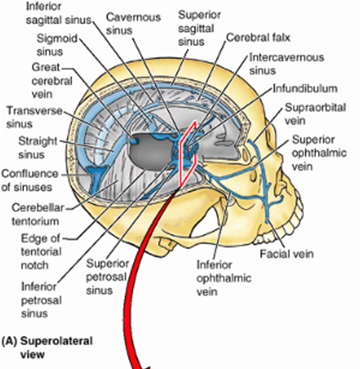 Inferior
sagittal sinus
Cavernous
sinus
Superior
sagittal
sinus
Cerebral falx
Intercavernous
sinus
Infundibulum
Supraorbital
vein
Superior
ophthalmic
vein
Facial vein
Inferior
ophthalmic
vein
Superior
petrosal
sinus
Inferior
petrosal
sinus
Edge of
tentorial
notch
Cerebellar
tentorium
Confluence
of sinuses
Straight
sinus
Transverse
sinus
Great
cerebral
vein
Sigmoid
sinus
(A) Superolateral
view